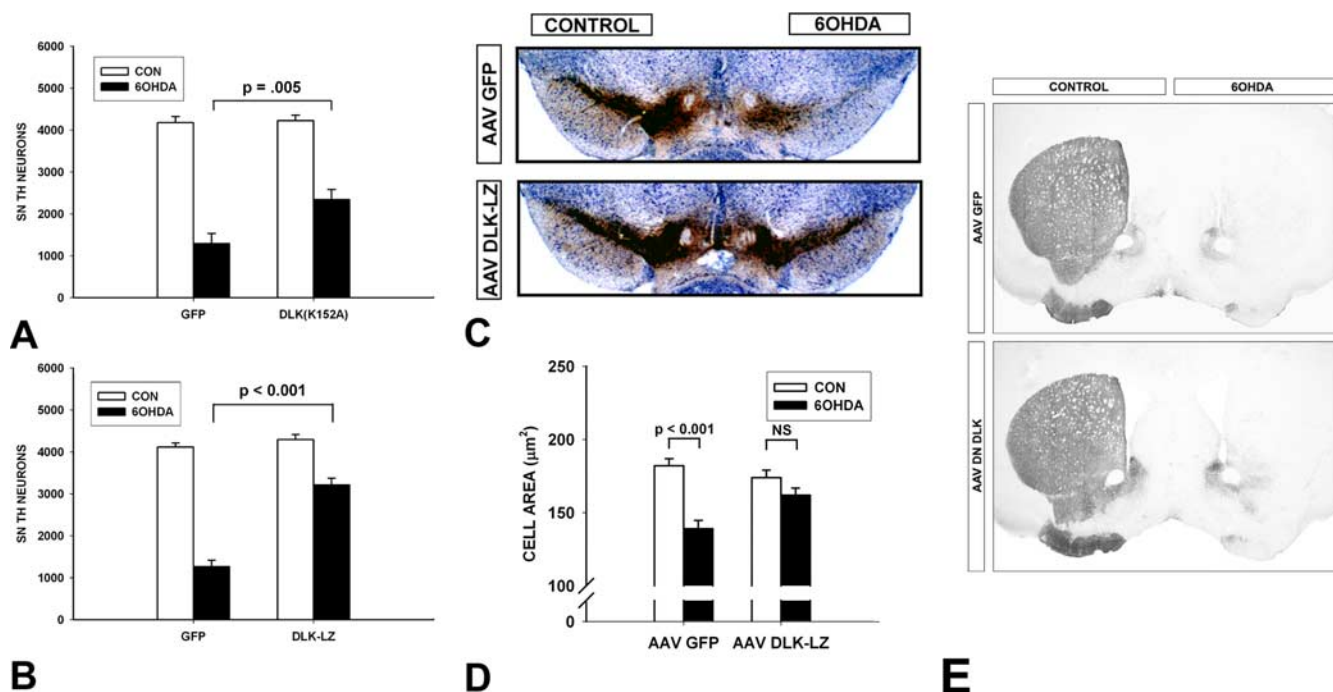 6000
5000
4000
3000
2000
1000
0
SN TH NEURONS
CON
6OHDA
p = .005
GFP
DLK(K152A)
A
6000
5000
4000
3000
2000
1000
0
SN TH NEURONS
CON
6OHDA
p < 0.001
GFP
DLK-LZ
B
CONTROL
6OHDA
AAV GFP
AAV DLK-LZ
C
250
200
150
100
0
CELL AREA (µm²)
CON
6OHDA
p < 0.001
NS
AAV GFP
AAV DLK-LZ
D
CONTROL
6OHDA
AAV GFP
AAV DN DLK
E